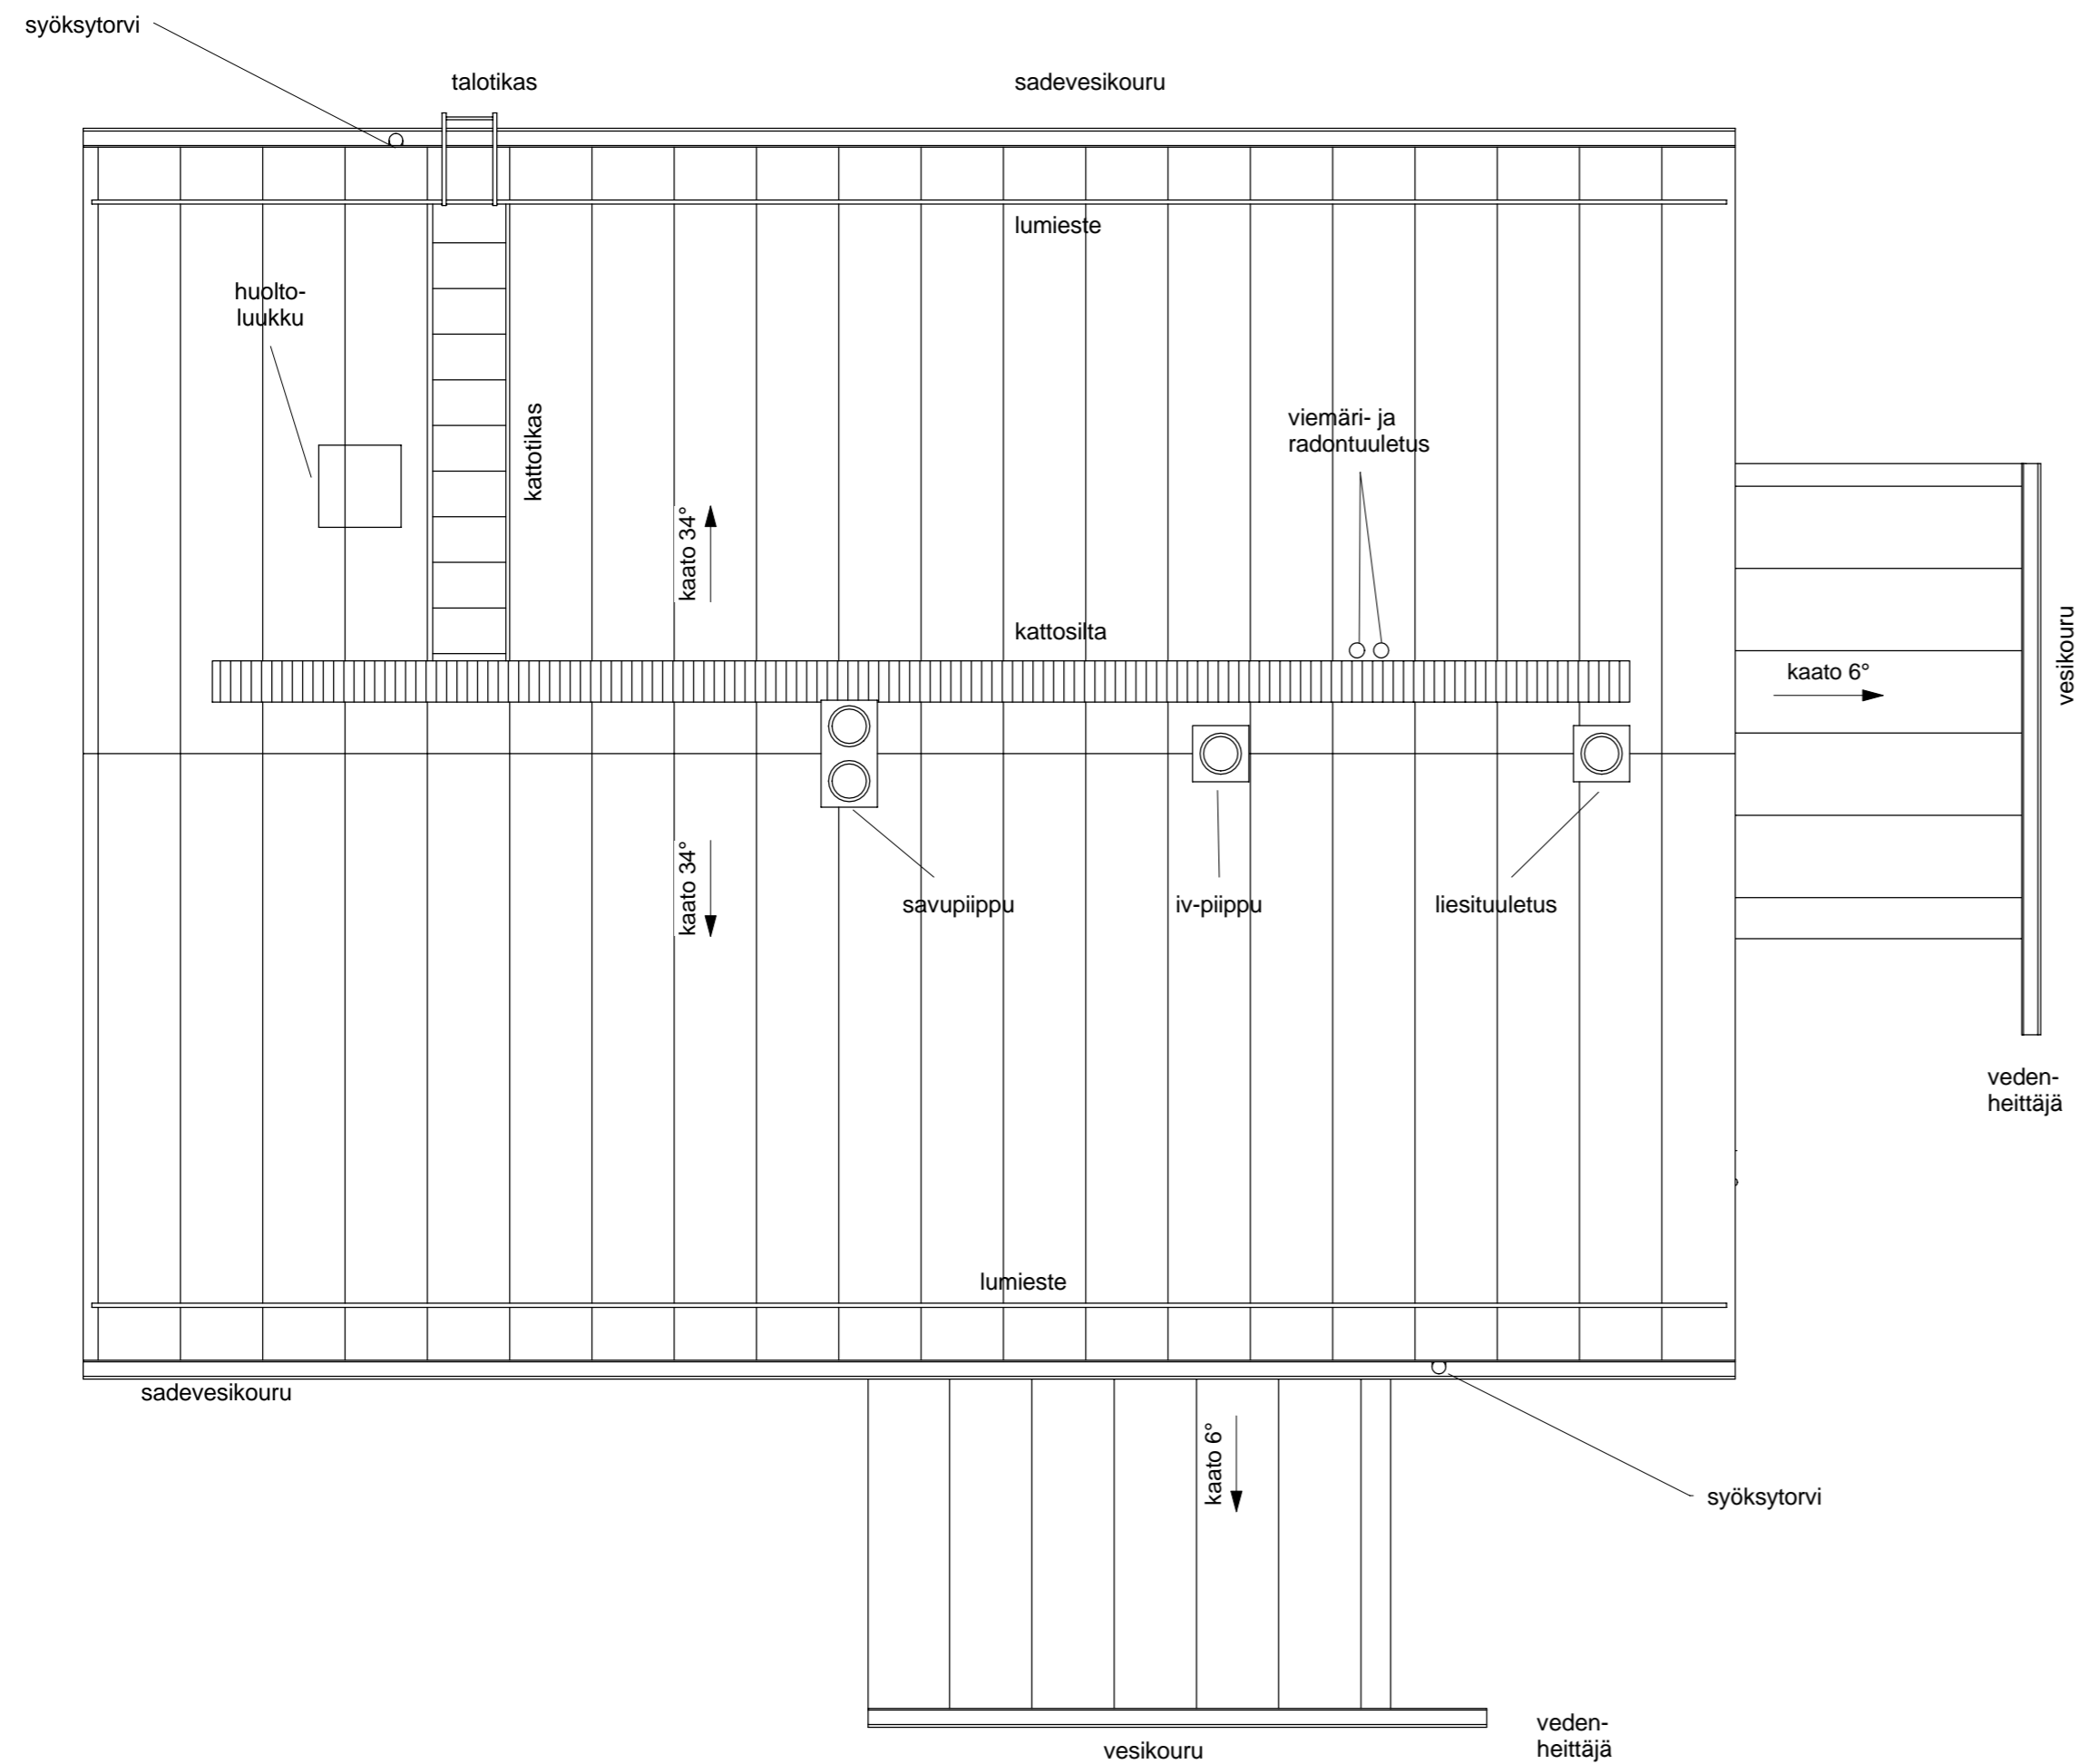 syöksytorvi
talotikas
sadevesikouru
lumieste
huolto-
luukku
kattotikas
viemäri- ja
radontuuletus
kaato 34°
kattosilta
kaato 6°
vesikouru
kaato 34°
savupiippu
iv-piippu
liesituuletus
veden-
heittäjä
lumieste
sadevesikouru
kaato 6°
syöksytorvi
veden-
heittäjä
vesikouru